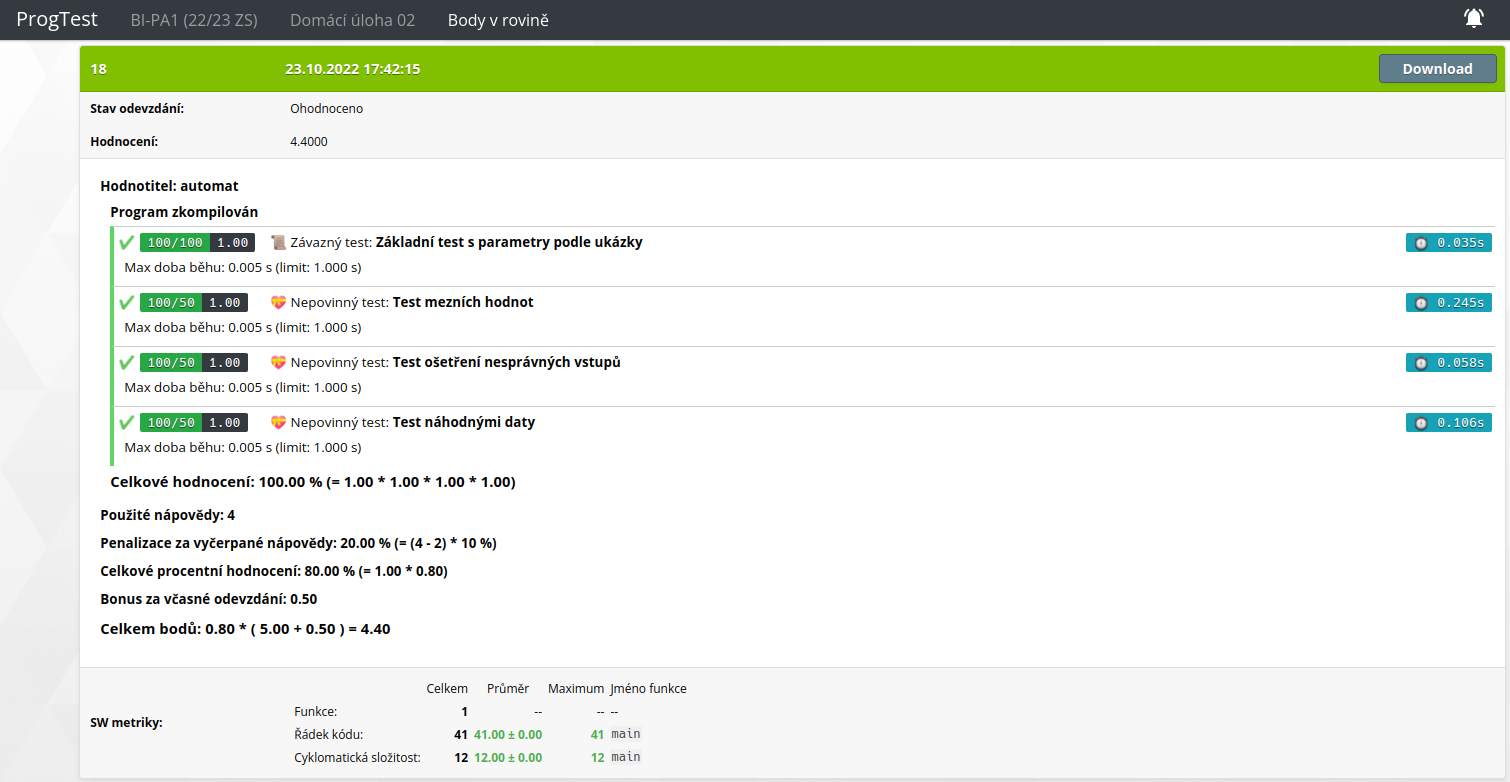 ProgTest BI-PA1 (22/23 ZS) Domácí úloha 02 Body v rovině
18 23.10.2022 17:42:15 Download
Stav odevzdání: Ohodnoceno
Hodnocení: 4.4000
Hodnotitel: automat
Program zkompilován
100/100 1.00 Závazný test: Základní test s parametry podle ukázky 0.035s
Max doba běhu: 0.005 s (limit: 1.000 s)
100/50 1.00 Nepovinný test: Test mezních hodnot 0.245s
Max doba běhu: 0.005 s (limit: 1.000 s)
100/50 1.00 Nepovinný test: Test ošetření nesprávných vstupů 0.058s
Max doba běhu: 0.005 s (limit: 1.000 s)
100/50 1.00 Nepovinný test: Test náhodnými daty 0.106s
Max doba běhu: 0.005 s (limit: 1.000 s)
Celkové hodnocení: 100.00 % (= 1.00 * 1.00 * 1.00 * 1.00)
Použité nápovědy: 4
Penalizace za vyčerpané nápovědy: 20.00 % (= (4 - 2) * 10 %)
Celkové procentní hodnocení: 80.00 % (= 1.00 * 0.80)
Bonus za včasné odevzdání: 0.50
Celkem bodů: 0.80 * ( 5.00 + 0.50 ) = 4.40
Celkem Průměr Maximum Jméno funkce
Funkce: 1 -- -- --
SW metriky:
Řádek kódu: 41 41.00 ± 0.00 41 main
Cyklomatická složitost: 12 12.00 ± 0.00 12 main